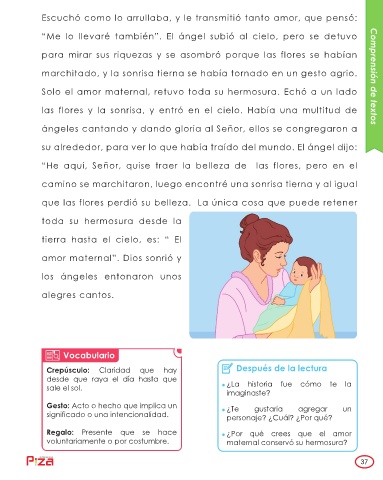 Escuchó como lo arrullaba, y le transmitió tanto amor, que pensó:
“Me lo llevaré también”. El ángel subió al cielo, pero se detuvo
para mirar sus riquezas y se asombró porque las flores se habían
marchitado, y la sonrisa tierna se había tornado en un gesto agrio.
Solo el amor maternal, retuvo toda su hermosura. Echó a un lado
las flores y la sonrisa, y entró en el cielo. Había una multitud de
ángeles cantando y dando gloria al Señor, ellos se congregaron a
su alrededor, para ver lo que había traído del mundo. El ángel dijo:
“He aquí, Señor, quise traer la belleza de las flores, pero en el
camino se marchitaron, luego encontré una sonrisa tierna y al igual
que las flores perdió su belleza. La única cosa que puede retener
toda su hermosura desde la
tierra hasta el cielo, es: “ El
amor maternal”. Dios sonrió y
los ángeles entonaron unos
alegres cantos.
Comprensión de textos
Vocabulario
Crepúsculo: Claridad que hay
desde que raya el día hasta que
sale el sol.
Gesto: Acto o hecho que implica un
significado o una intencionalidad.
Regalo: Presente que se hace
voluntariamente o por costumbre.
Después de la lectura
¿La historia fue cómo te la
imaginaste?
¿Te gustaría agregar un
personaje? ¿Cuál? ¿Por qué?
¿Por qué crees que el amor
maternal conservó su hermosura?
37